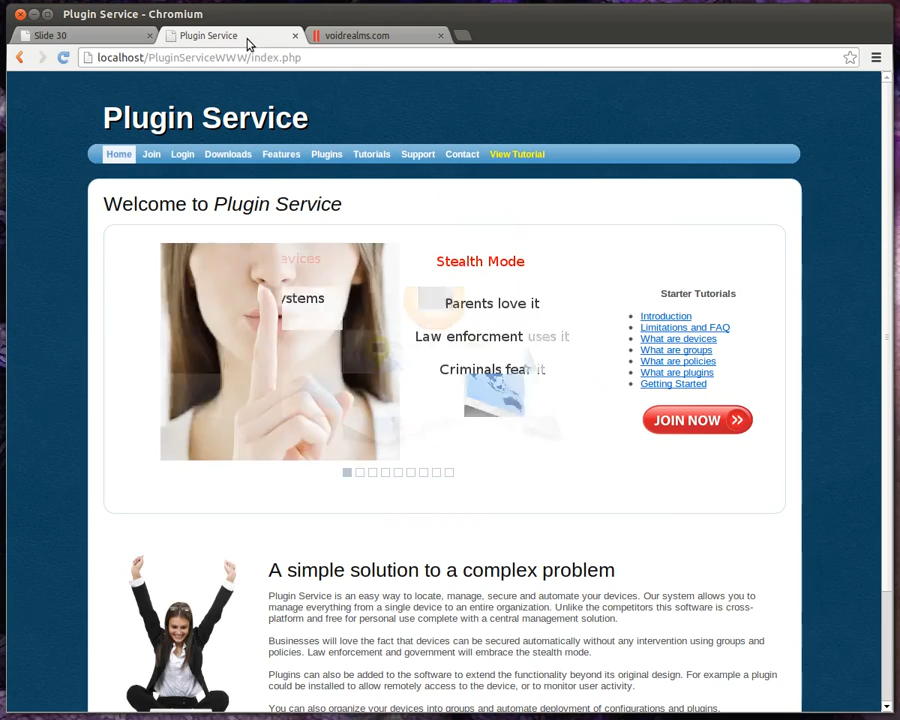 Plugin Service - Chromium
Slide 30
Plugin Service
voidrealms.com
localhost/PluginServiceWWW/index.php
Plugin Service
Home Join Login Downloads Features Plugins Tutorials Support Contact View Tutorial
Welcome to Plugin Service
evices
ystems
Stealth Mode
Parents love it
Law enforcment uses it
Criminals fear it
Starter Tutorials
Introduction
Limitations and FAQ
What are devices
What are groups
What are policies
What are plugins
Getting Started
JOIN NOW
A simple solution to a complex problem
Plugin Service is an easy way to locate, manage, secure and automate your devices. Our system allows you to
manage everything from a single device to an entire organization. Unlike the competitors this software is cross-
platform and free for personal use complete with a central management solution.
Businesses will love the fact that devices can be secured automatically without any intervention using groups and
policies. Law enforcement and government will embrace the stealth mode.
Plugins can also be added to the software to extend the functionality beyond its original design. For example a plugin
could be installed to allow remotely access to the device, or to monitor user activity.
You can also organize your devices into groups and automate deployment of configurations and plugins.